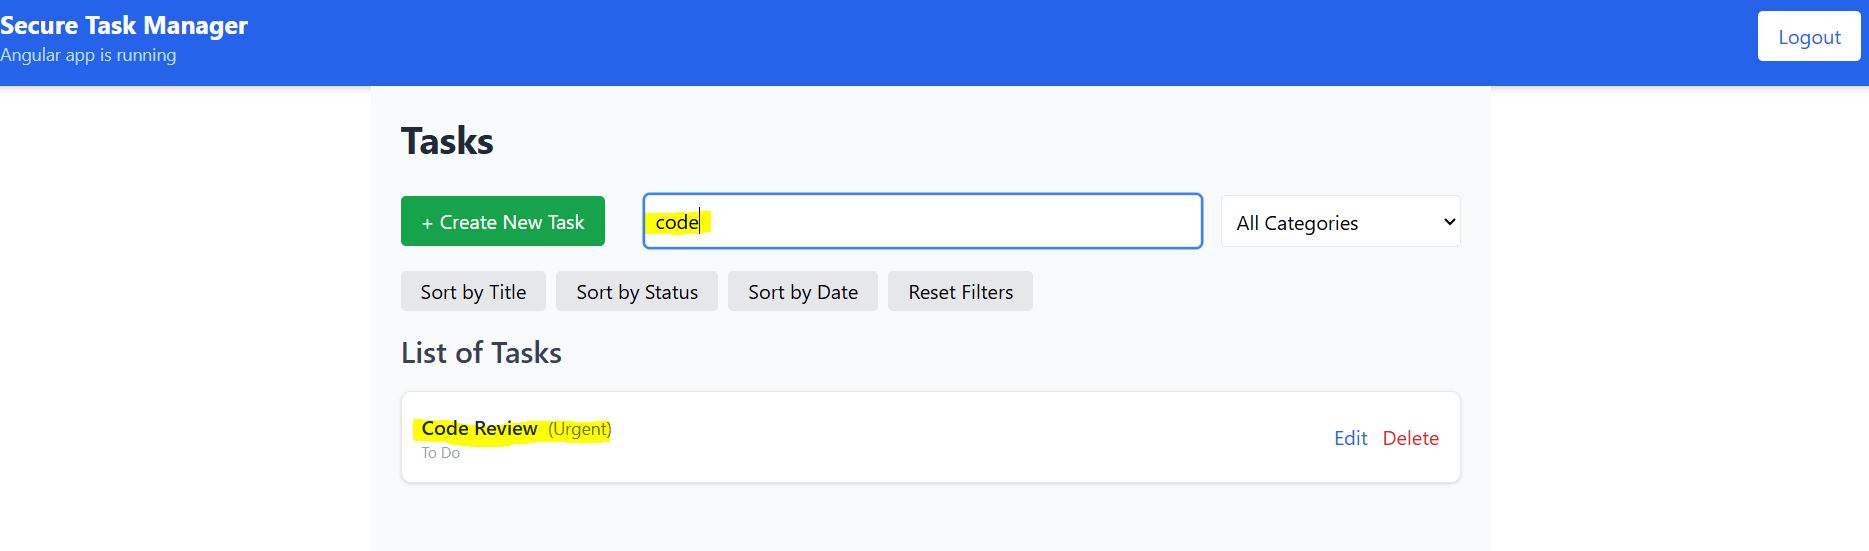 Secure Task Manager
Angular app is running
Logout
Tasks
+ Create New Task
code
All Categories
Sort by Title
Sort by Status
Sort by Date
Reset Filters
List of Tasks
Code Review (Urgent)
To Do
Edit
Delete